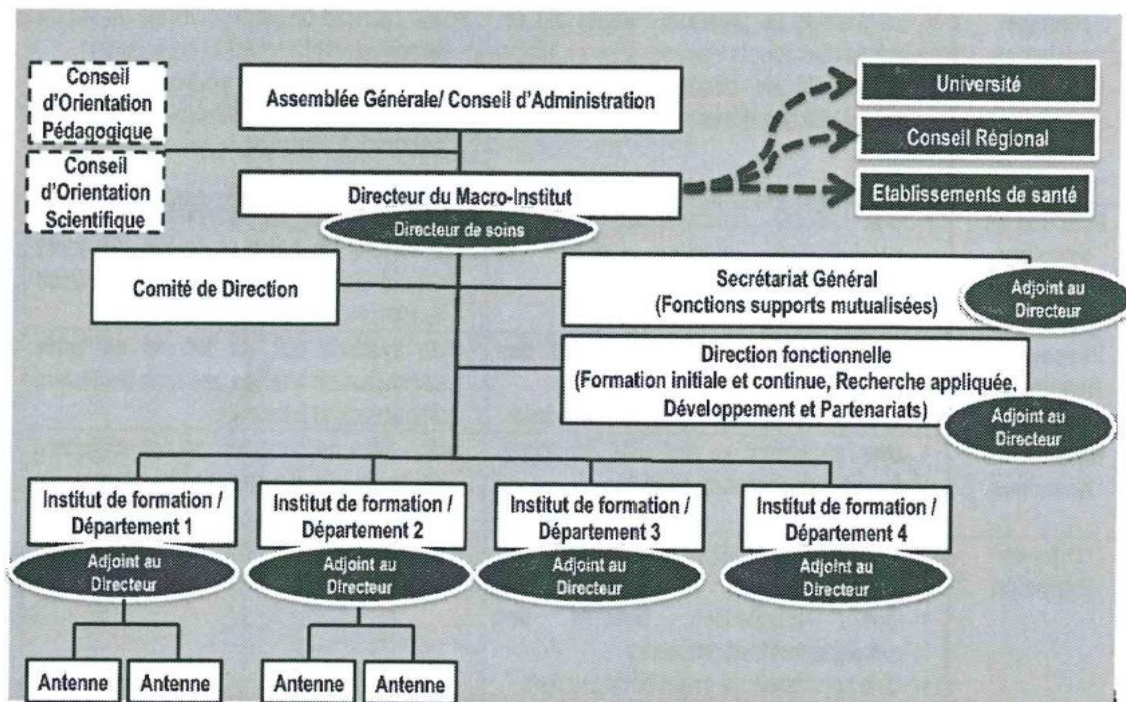 Conseil
d'Orientation
Pédagogique
Assemblée Générale/ Conseil d'Administration
Université
Conseil Régional
Conseil
d'Orientation
Scientifique
Directeur du Macro-Institut
Etablissements de santé
Directeur de soins
Comité de Direction
Secrétariat Général
(Fonctions supports mutualisées)
Adjoint au
Directeur
Direction fonctionnelle
(Formation initiale et continue, Recherche appliquée,
Développement et Partenariats)
Adjoint au
Directeur
Institut de formation /
Département 1
Adjoint au
Directeur
Institut de formation /
Département 2
Adjoint au
Directeur
Institut de formation /
Département 3
Adjoint au
Directeur
Institut de formation /
Département 4
Adjoint au
Directeur
Antenne
Antenne
Antenne
Antenne